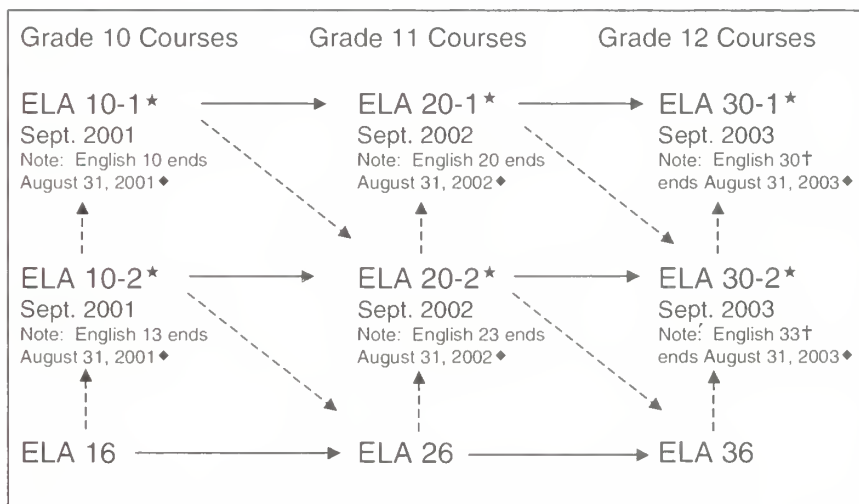 Grade 10 Courses Grade 11 Courses Grade 12 Courses
ELA 10-1★ ELA 20-1★ ELA 30-1★
Sept. 2001 Sept. 2002 Sept. 2003
Note: English 10 ends Note: English 20 ends Note: English 30†
August 31, 2001◆ August 31, 2002◆ ends August 31, 2003◆
ELA 10-2★ ELA 20-2★ ELA 30-2★
Sept. 2001 Sept. 2002 Sept. 2003
Note: English 13 ends Note: English 23 ends Note: English 33†
August 31, 2001◆ August 31, 2002◆ ends August 31, 2003◆
ELA 16 ELA 26 ELA 36